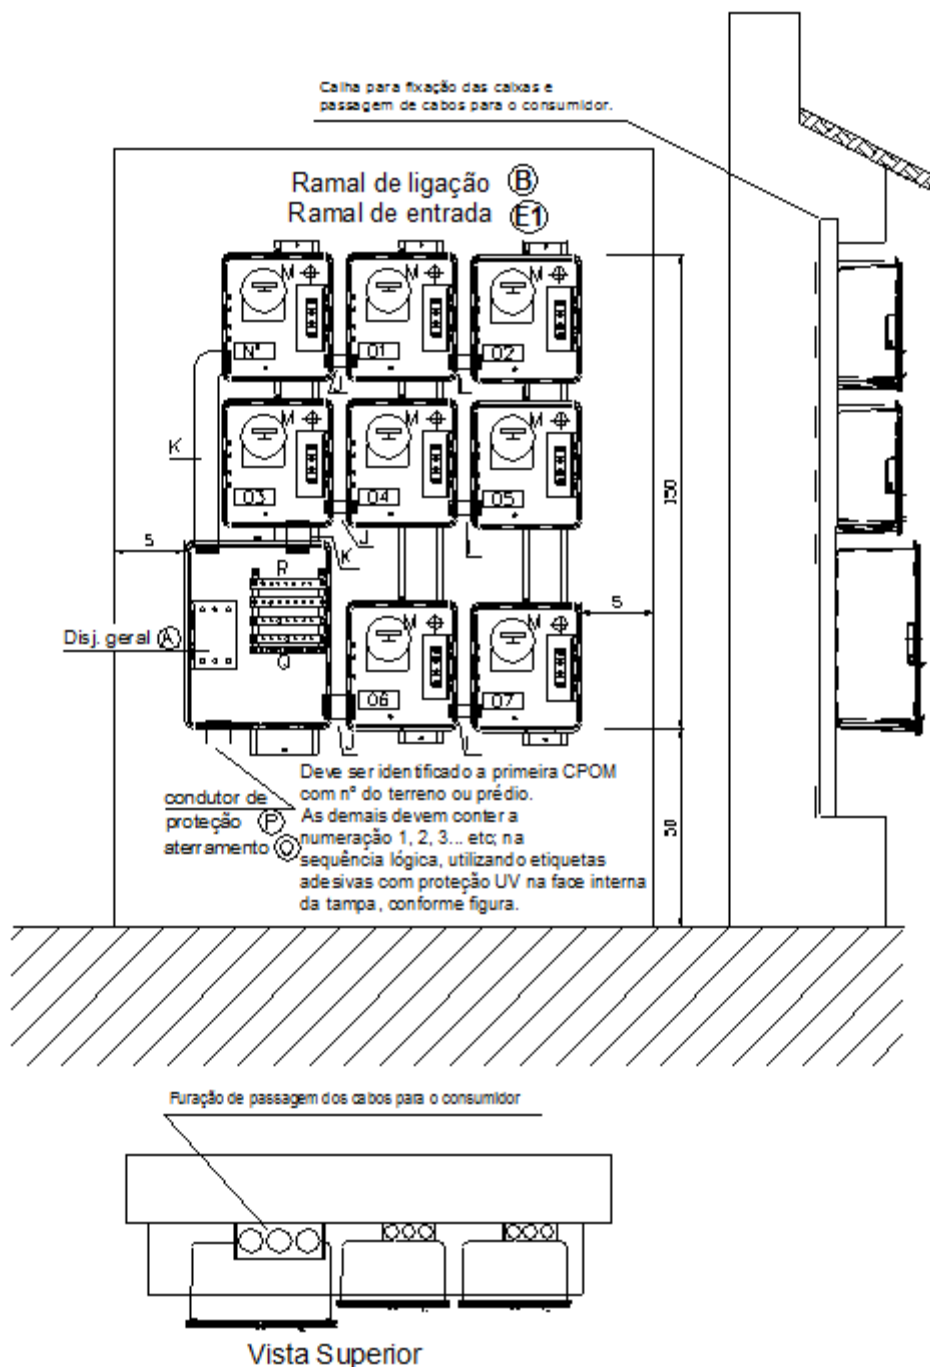 Calha para fixação das caixas e
passagem de cabos para o consumidor.
Ramal de ligação B
Ramal de entrada E1
M M M
Nº 01 02
J L
M M M
K
03 04 05
J L
K
5
150
R
M M
5
Disj. geral A
Q
06 07
J L
Deve ser identificado a primeira CPOM
com nº do terreno ou prédio.
As demais devem conter a
numeração 1, 2, 3... etc; na
sequência lógica, utilizando etiquetas
adesivas com proteção UV na face interna
da tampa, conforme figura.
condutor de
proteção P
aterramento O
50
Furação de passagem dos cabos para o consumidor
Vista Superior